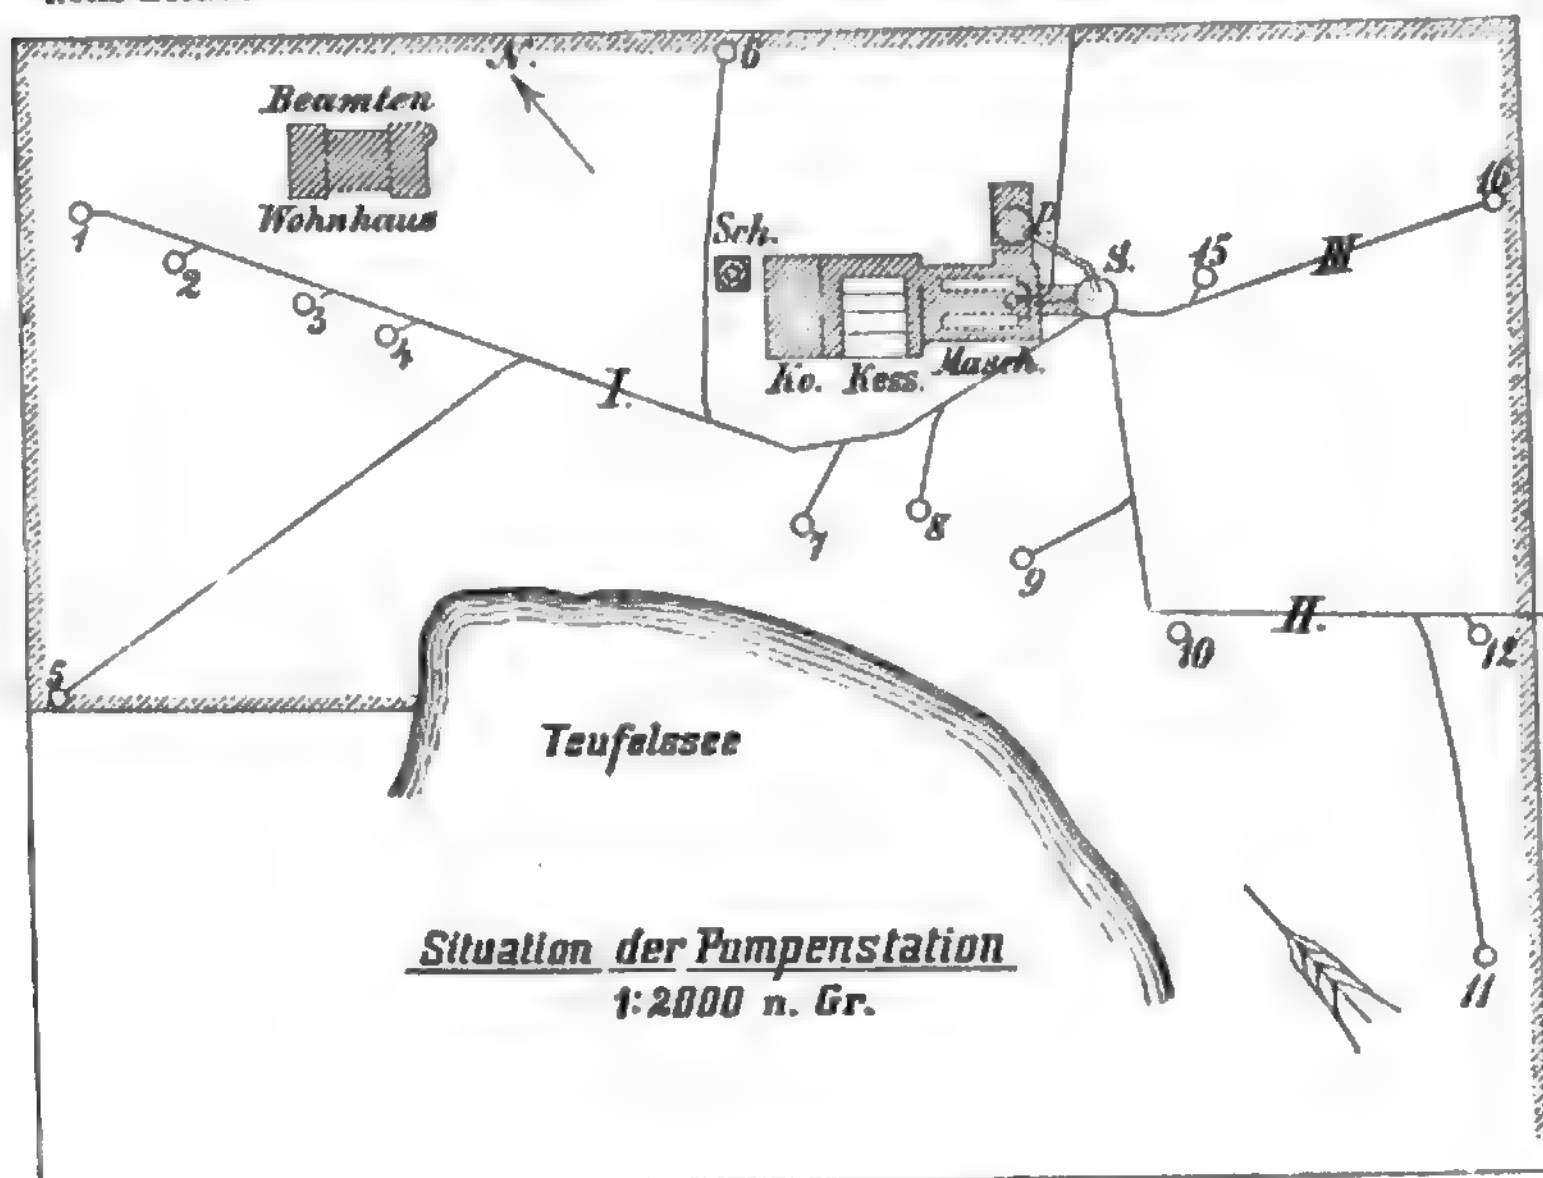 N.
6
Beamten
Wohnhaus
1
2
3
4
5
I.
Sch.
Ko. Kess. Masch.
D.
S.
15
III
16
7
8
9
II.
10
12
11
Teufelssee
Situation der Pumpenstation
1:2000 n. Gr.